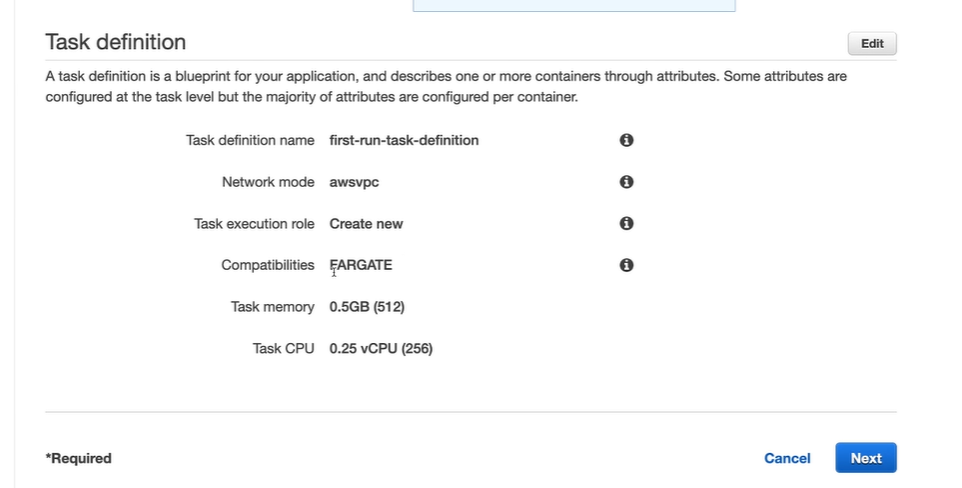 Task definition
Edit
A task definition is a blueprint for your application, and describes one or more containers through attributes. Some attributes are
configured at the task level but the majority of attributes are configured per container.
Task definition name first-run-task-definition
Network mode awsvpc
Task execution role Create new
Compatibilities FARGATE
Task memory 0.5GB (512)
Task CPU 0.25 vCPU (256)
*Required
Cancel
Next